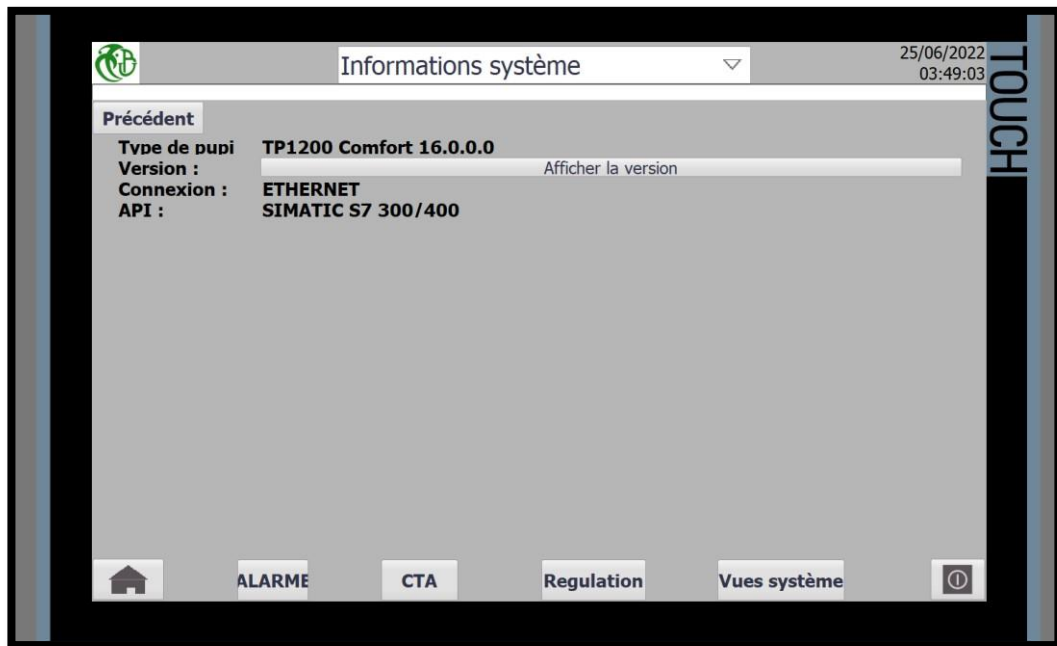 Informations système
25/06/2022
03:49:03
TOUCH
Précédent
Type de pupi TP1200 Comfort 16.0.0.0
Version : Afficher la version
Connexion : ETHERNET
API : SIMATIC S7 300/400
ALARME CTA Regulation Vues système